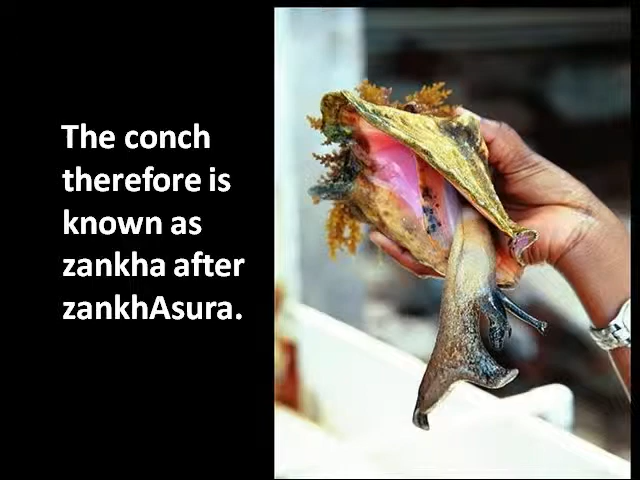 The conch
therefore is
known as
zankha after
zankhAsura.